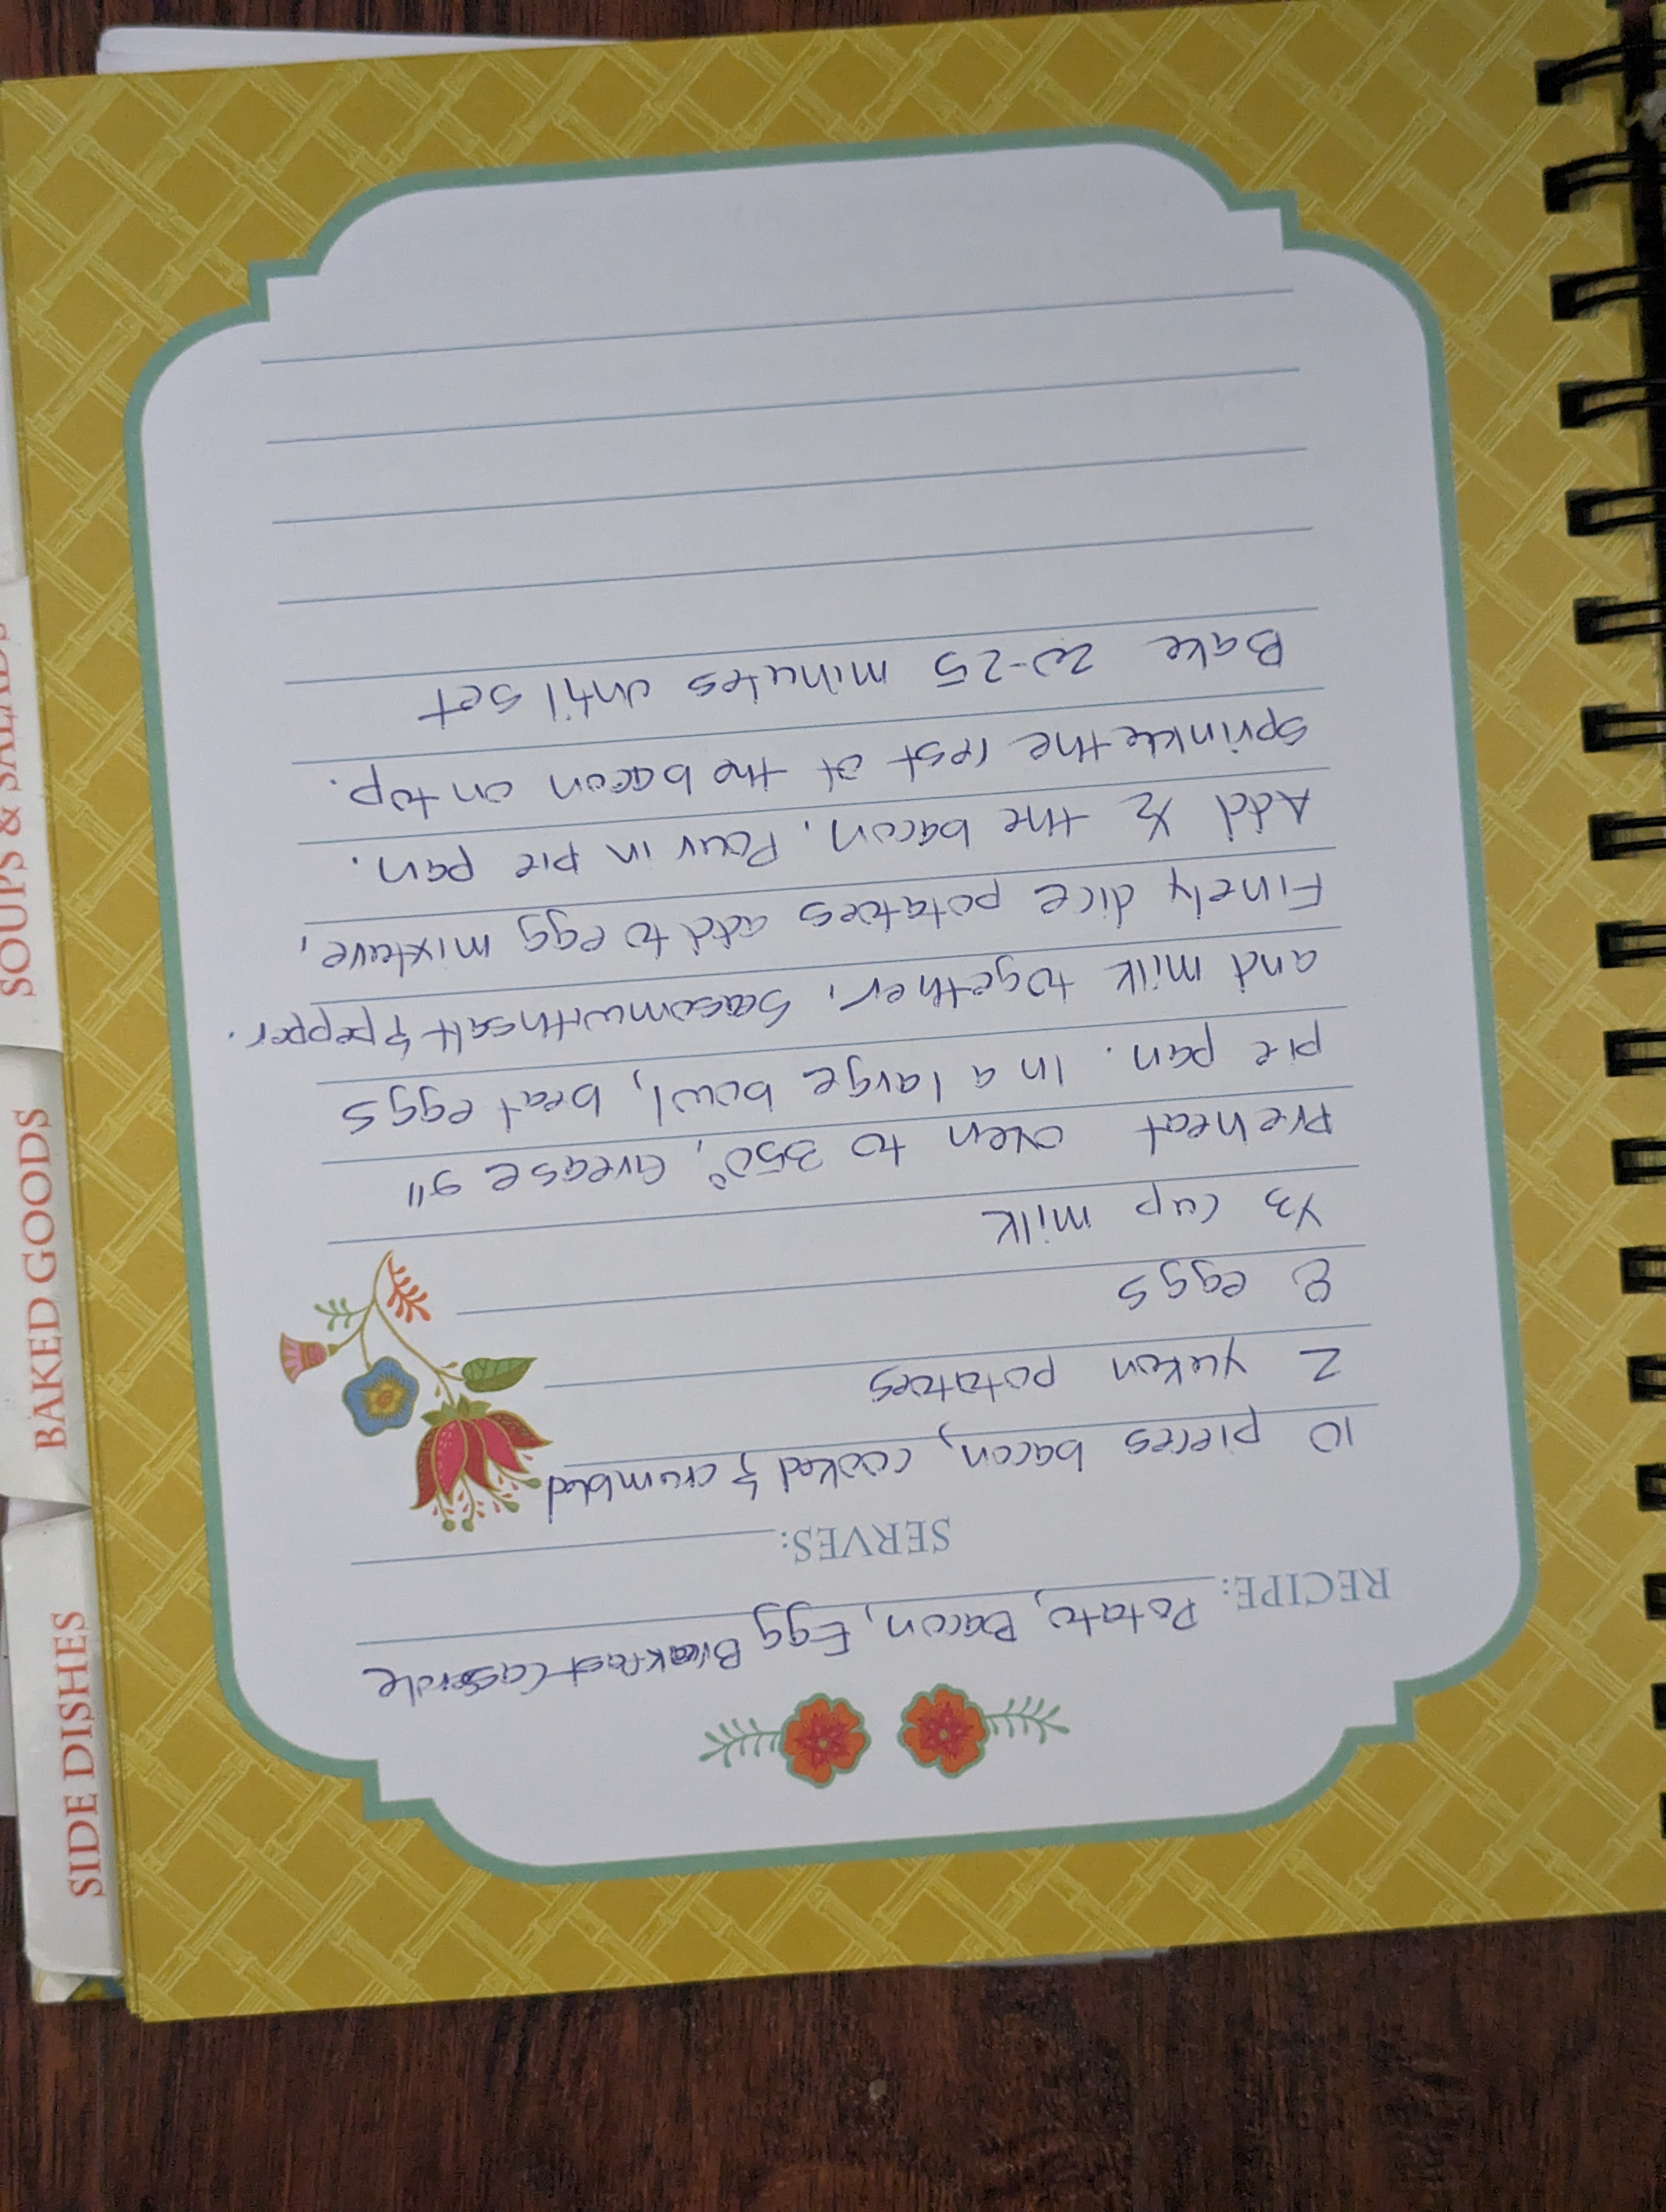 RECIPE: Potato, Bacon, Egg Breakfast Casserole
SERVES:
10 pieces bacon, cooked & crumbled
2 yukon potatoes
8 eggs
1/3 cup milk
Preheat oven to 350°, Grease 9"
pie pan. In a large bowl, beat eggs
and milk together. Seasom with salt & pepper.
Finely dice potatoes add to egg mixture,
Add 1/2 the bacon. Pour in pie pan.
Sprinkle the rest of the bacon on top.
Bake 20-25 minutes until set
SIDE DISHES
BAKED GOODS
SOUPS & SALADS